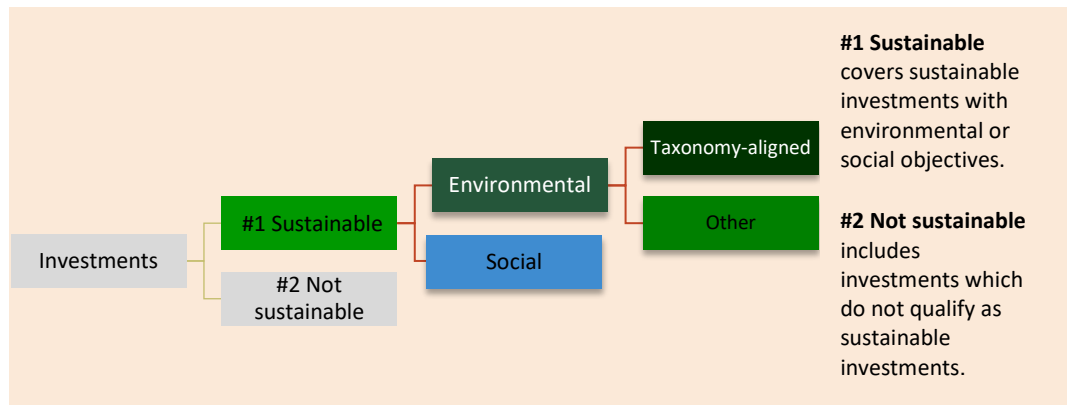 Investments
#1 Sustainable
#2 Not
sustainable
Environmental
Social
Taxonomy-aligned
Other
#1 Sustainable
covers sustainable
investments with
environmental or
social objectives.
#2 Not sustainable
includes
investments which
do not qualify as
sustainable
investments.